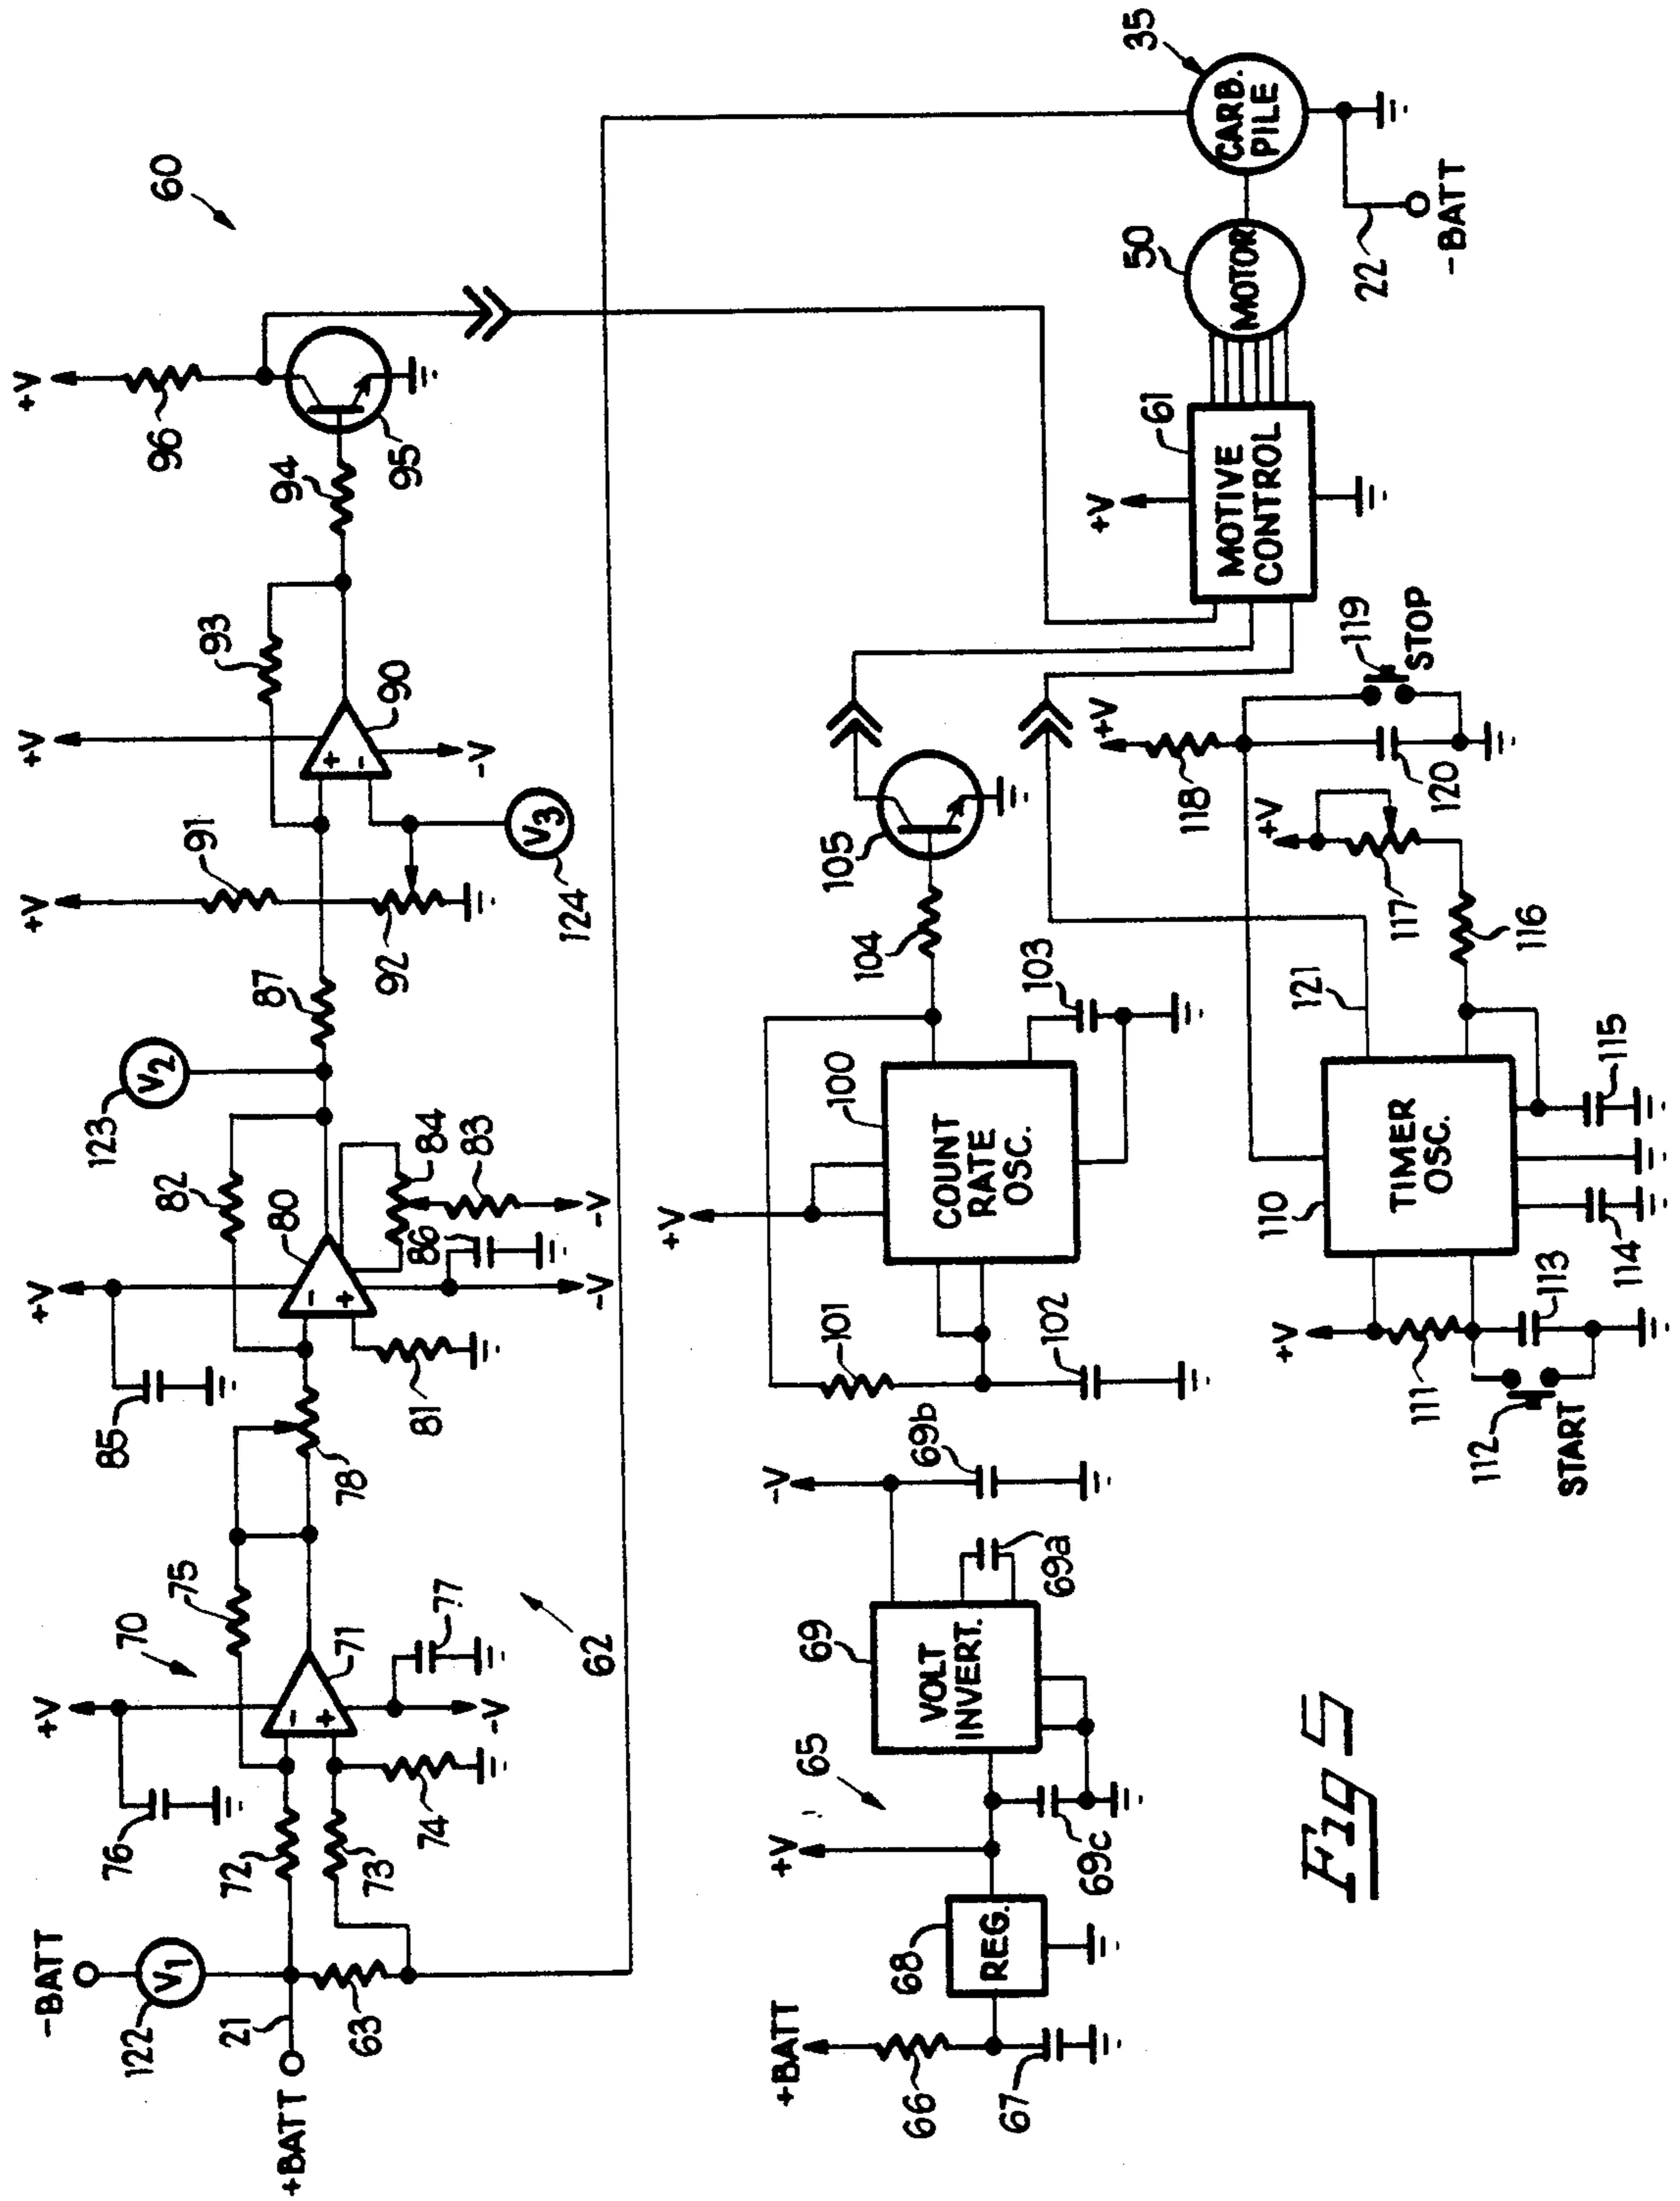 60
-BATT
122
V1
21
+BATT
63
72
73
74
76
+V
70
75
71
-
+
77
-V
62
78
85
+V
82
80
-
+
81
86
84
83
-V
-V
123
V2
87
+V
91
92
+V
93
90
+
-
-V
V3
124
94
95
96
+V
+BATT
66
67
68
REG.
65
+V
69
VOLT
INVERT.
69a
69b
69c
-V
101
102
+V
100
COUNT
RATE
OSC.
103
104
105
+V
111
112
START
113
114
115
110
TIMER
OSC.
121
116
117
+V
118
+V
119
STOP
120
+V
61
MOTIVE
CONTROL
50
MOTOR
35
CARB.
PILE
22
-BATT
Fig 5